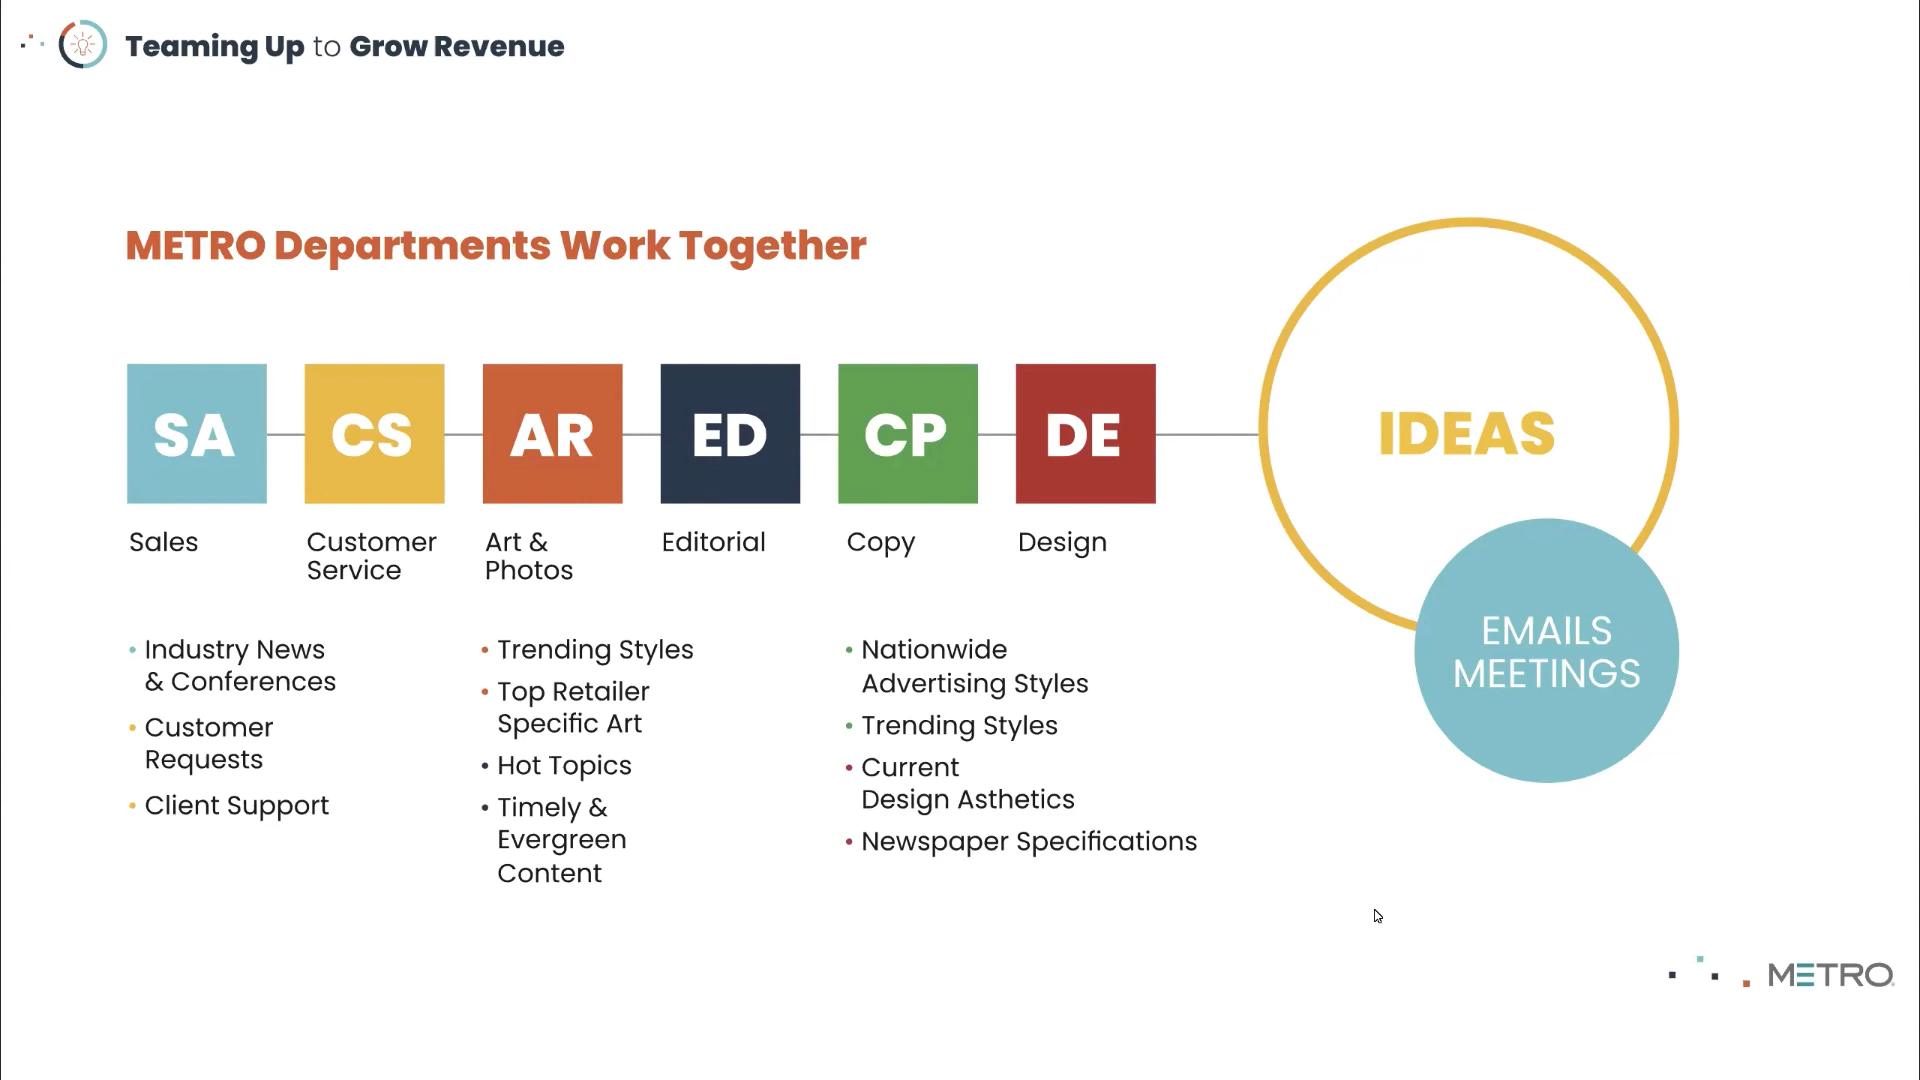 Teaming Up to Grow Revenue
METRO Departments Work Together
SA
CS
AR
ED
CP
DE
IDEAS
Sales
Customer
Service
Art &
Photos
Editorial
Copy
Design
EMAILS
MEETINGS
• Industry News
& Conferences
• Customer
Requests
• Client Support
• Trending Styles
• Top Retailer
Specific Art
• Hot Topics
• Timely &
Evergreen
Content
• Nationwide
Advertising Styles
• Trending Styles
• Current
Design Asthetics
• Newspaper Specifications
METRO